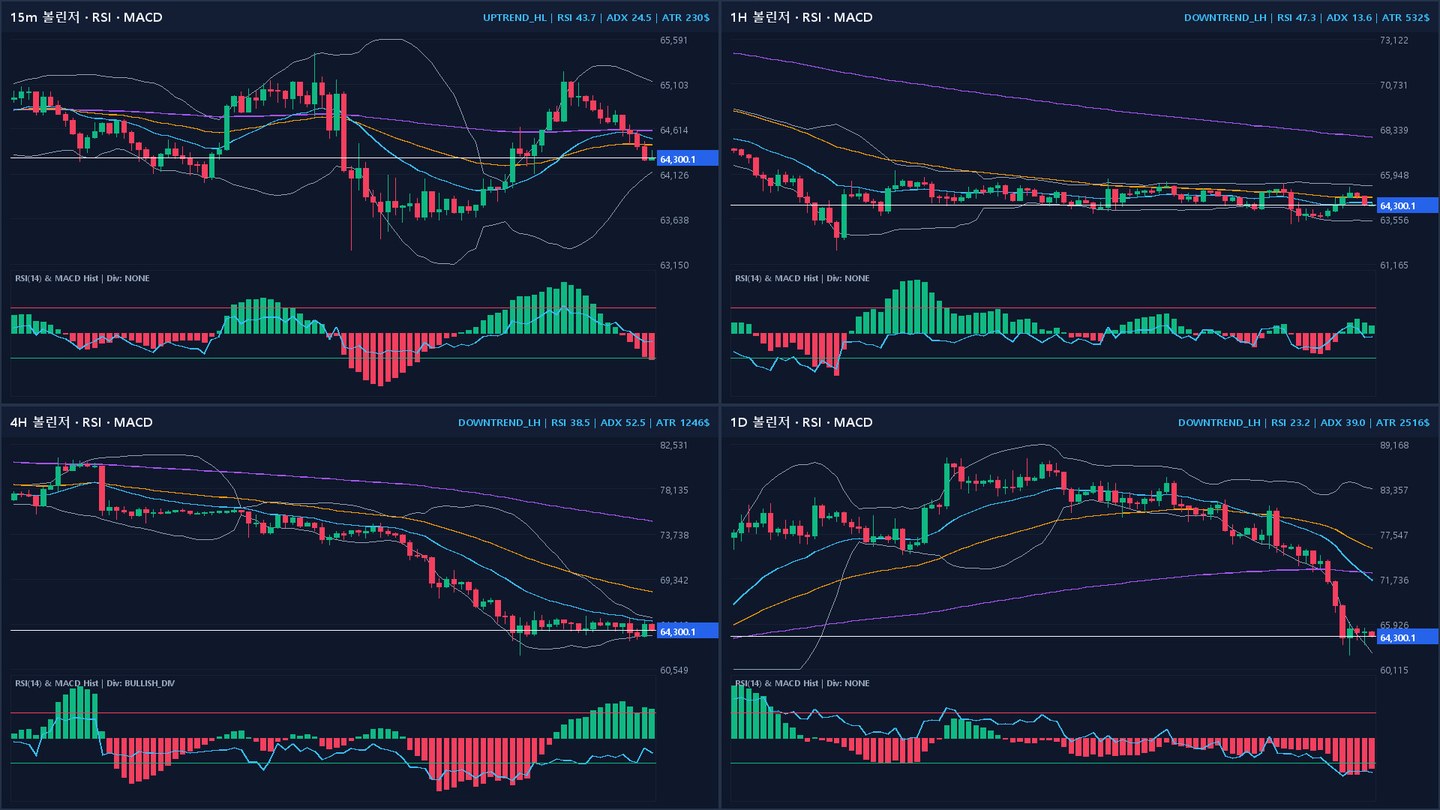 15m 볼린저 · RSI · MACD
UPTREND_HL | RSI 43.7 | ADX 24.5 | ATR 230$
65,591
65,103
64,614
64,300.1
64,126
63,638
63,150
RSI(14) & MACD Hist | Div: NONE
1H 볼린저 · RSI · MACD
DOWNTREND_LH | RSI 47.3 | ADX 13.6 | ATR 532$
73,122
70,731
68,339
65,948
64,300.1
63,556
61,165
RSI(14) & MACD Hist | Div: NONE
4H 볼린저 · RSI · MACD
DOWNTREND_LH | RSI 38.5 | ADX 52.5 | ATR 1246$
82,531
78,135
73,738
69,342
64,300.1
60,549
RSI(14) & MACD Hist | Div: BULLISH_DIV
1D 볼린저 · RSI · MACD
DOWNTREND_LH | RSI 23.2 | ADX 39.0 | ATR 2516$
89,168
83,357
77,547
71,736
65,926
64,300.1
60,115
RSI(14) & MACD Hist | Div: NONE